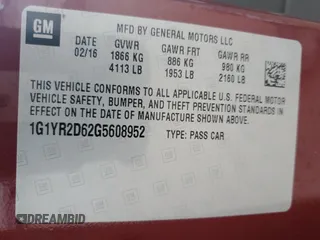 GM
MFD BY GENERAL MOTORS LLC
DATE GVWR GAWR FRT GAWR RR
02/16 1866 KG 886 KG 980 KG
4113 LB 1953 LB 2160 LB
THIS VEHICLE CONFORMS TO ALL APPLICABLE U.S. FEDERAL MOTOR
VEHICLE SAFETY, BUMPER, AND THEFT PREVENTION STANDARDS IN
EFFECT ON THE DATE OF MANUFACTURE SHOWN ABOVE.
1G1YR2D62G5608952 TYPE: PASS CAR
DREAMBID